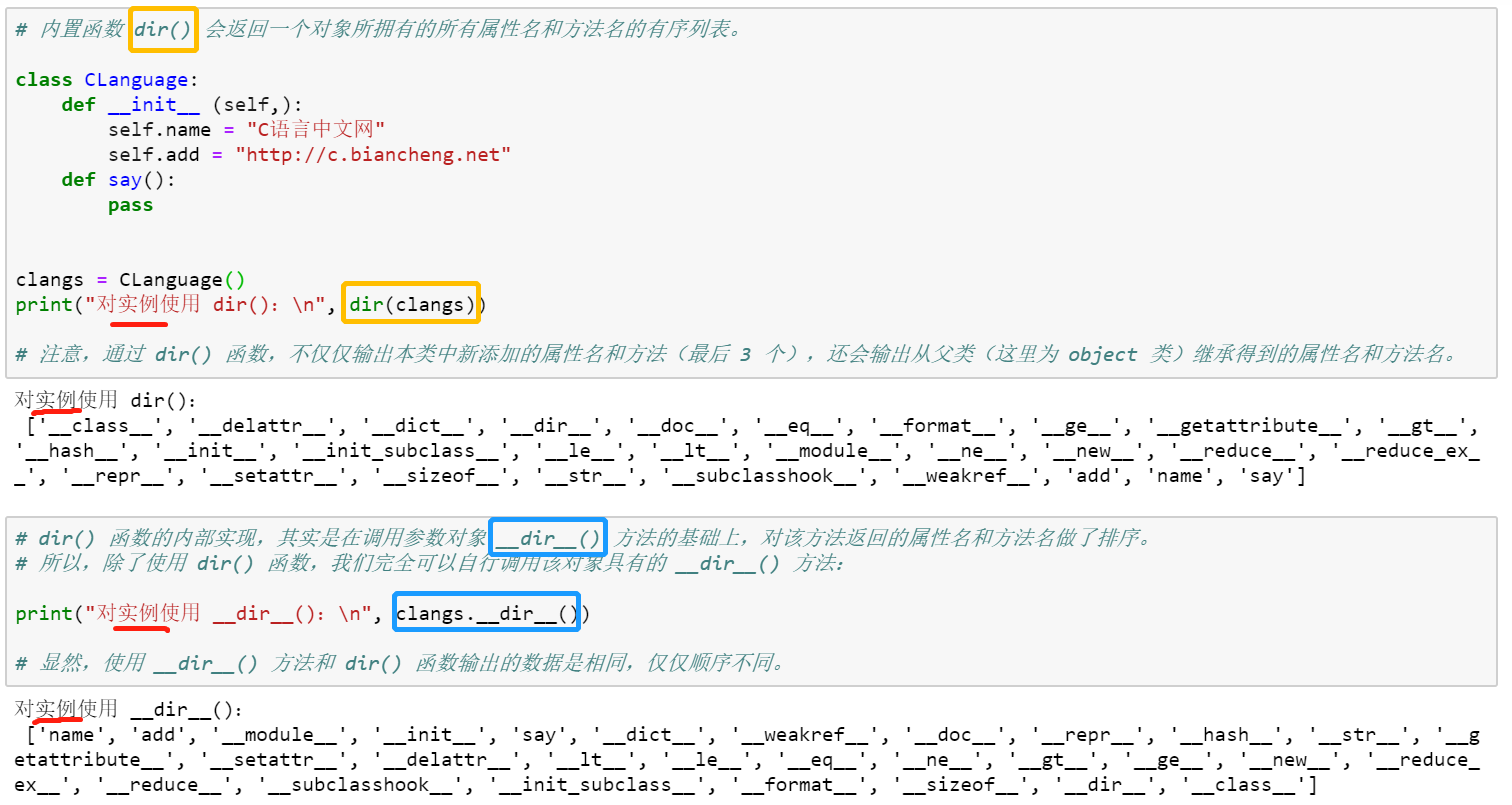 # 内置函数 dir() 会返回一个对象所拥有的所有属性名和方法名的有序列表。
class CLanguage:
    def __init__ (self,):
        self.name = "C语言中文网"
        self.add = "http://c.biancheng.net"
    def say():
        pass
clangs = CLanguage()
print("对实例使用 dir(): \n", dir(clangs))
# 注意，通过 dir() 函数，不仅仅输出本类中新添加的属性名和方法（最后 3 个），还会输出从父类（这里为 object 类）继承得到的属性名和方法名。
对实例使用 dir():
 ['__class__', '__delattr__', '__dict__', '__dir__', '__doc__', '__eq__', '__format__', '__ge__', '__getattribute__', '__gt__',
'__hash__', '__init__', '__init_subclass__', '__le__', '__lt__', '__module__', '__ne__', '__new__', '__reduce__', '__reduce_ex_
_', '__repr__', '__setattr__', '__sizeof__', '__str__', '__subclasshook__', '__weakref__', 'add', 'name', 'say']
# dir() 函数的内部实现，其实是在调用参数对象 __dir__() 方法的基础上，对该方法返回的属性名和方法名做了排序。
# 所以，除了使用 dir() 函数，我们完全可以自行调用该对象具有的 __dir__() 方法：
print("对实例使用 __dir__(): \n", clangs.__dir__())
# 显然，使用 __dir__() 方法和 dir() 函数输出的数据是相同，仅仅顺序不同。
对实例使用 __dir__():
 ['name', 'add', '__module__', '__init__', 'say', '__dict__', '__weakref__', '__doc__', '__repr__', '__hash__', '__str__', '__g
etattribute__', '__setattr__', '__delattr__', '__lt__', '__le__', '__eq__', '__ne__', '__gt__', '__ge__', '__new__', '__reduce_
ex__', '__reduce__', '__subclasshook__', '__init_subclass__', '__format__', '__sizeof__', '__dir__', '__class__']